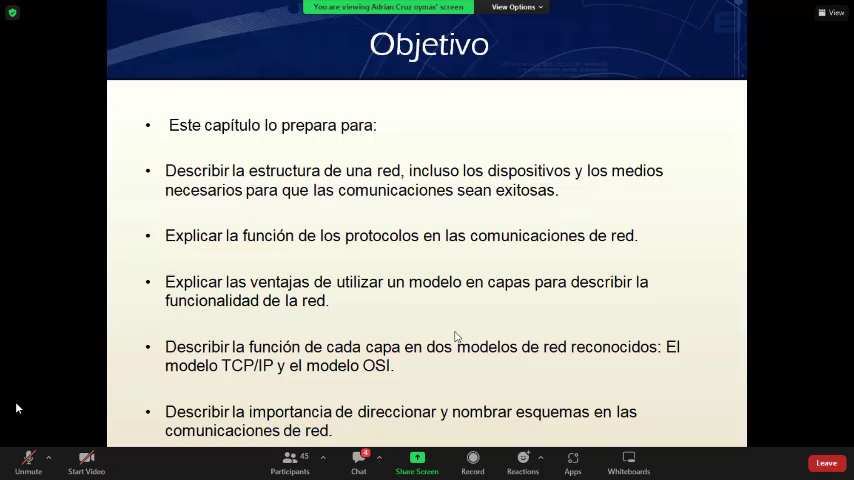 You are viewing Adrian Cruz oymas' screen
View Options
View
Objetivo
• Este capítulo lo prepara para:
• Describir la estructura de una red, incluso los dispositivos y los medios
necesarios para que las comunicaciones sean exitosas.
• Explicar la función de los protocolos en las comunicaciones de red.
• Explicar las ventajas de utilizar un modelo en capas para describir la
funcionalidad de la red.
• Describir la función de cada capa en dos modelos de red reconocidos: El
modelo TCP/IP y el modelo OSI.
• Describir la importancia de direccionar y nombrar esquemas en las
comunicaciones de red.
45
4
Unmute
Start Video
Participants
Chat
Share Screen
Record
Reactions
Apps
Whiteboards
Leave